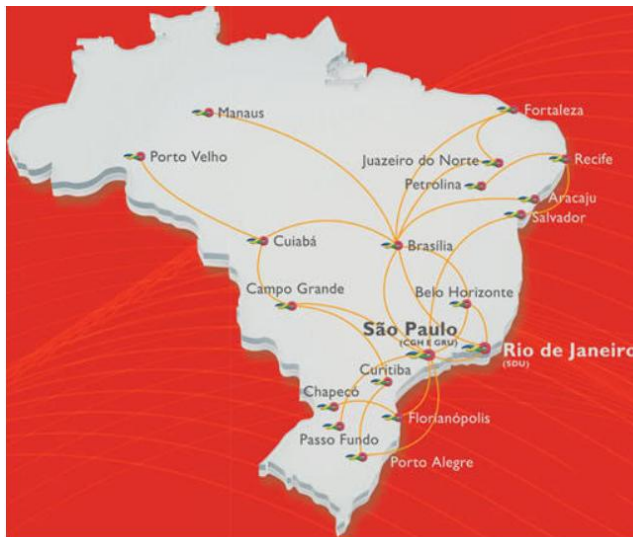 Manaus
Fortaleza
Porto Velho
Juazeiro do Norte
Recife
Petrolina
Aracaju
Salvador
Cuiabá
Brasília
Campo Grande
Belo Horizonte
São Paulo
(CGH E GRU)
Rio de Janeiro
(SDU)
Curitiba
Chapecó
Florianópolis
Passo Fundo
Porto Alegre